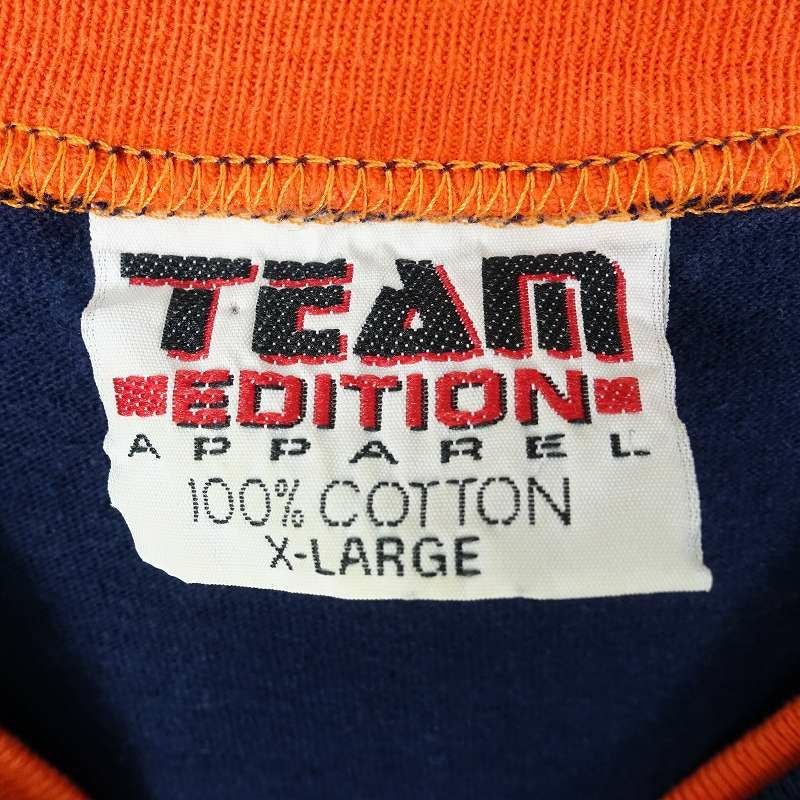 TEAM
EDITION
APPAREL
100% COTTON
X-LARGE